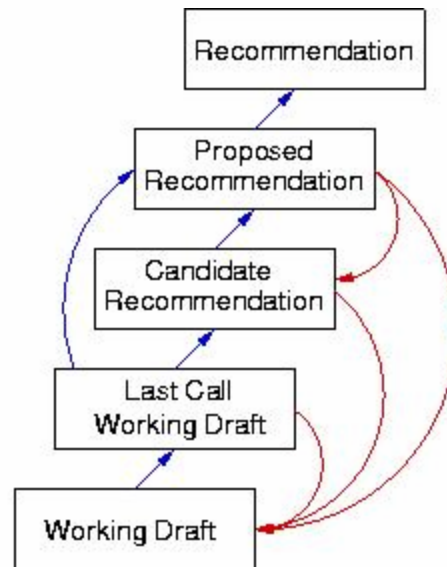 Recommendation
Proposed
Recommendation
Candidate
Recommendation
Last Call
Working Draft
Working Draft